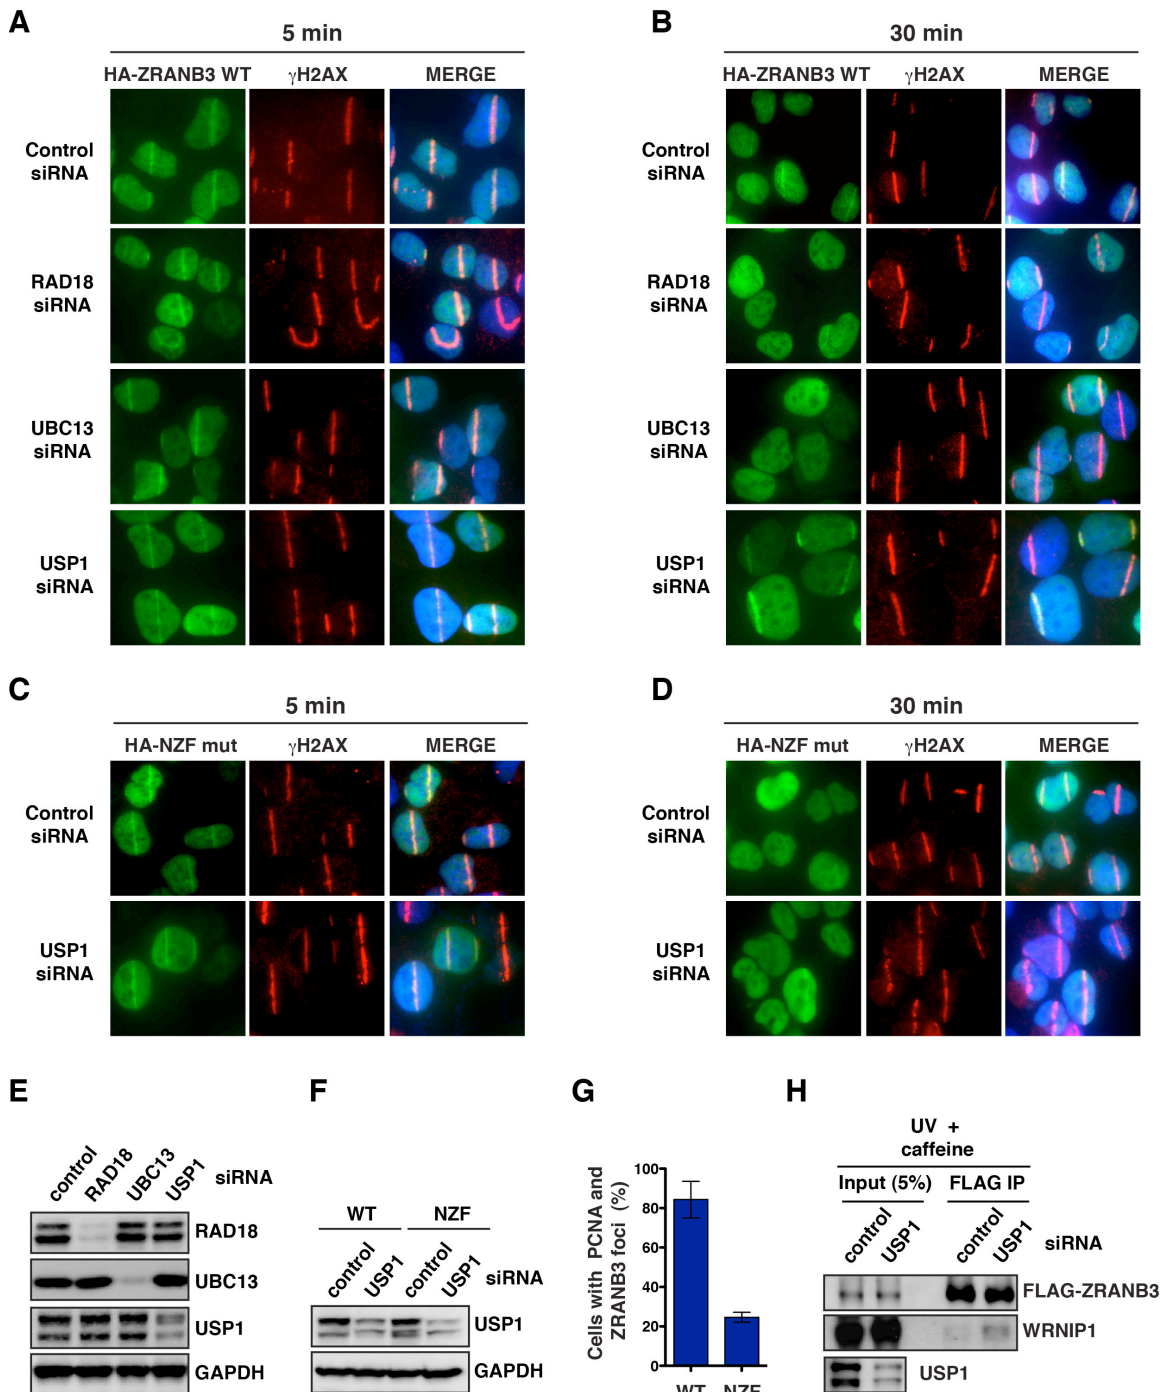 A
5 min
HA-ZRANB3 WT γH2AX MERGE
Control
siRNA
RAD18
siRNA
UBC13
siRNA
USP1
siRNA
B
30 min
HA-ZRANB3 WT γH2AX MERGE
Control
siRNA
RAD18
siRNA
UBC13
siRNA
USP1
siRNA
C
5 min
HA-NZF mut γH2AX MERGE
Control
siRNA
USP1
siRNA
D
30 min
HA-NZF mut γH2AX MERGE
Control
siRNA
USP1
siRNA
E
control RAD18 UBC13 USP1 siRNA
RAD18
UBC13
USP1
GAPDH
F
WT NZF
control USP1 control USP1 siRNA
USP1
GAPDH
G
Cells with PCNA and
ZRANB3 foci (%)
100
80
60
40
20
0
WT NZF
H
UV +
caffeine
Input (5%) FLAG IP
control USP1 control USP1 siRNA
FLAG-ZRANB3
WRNIP1
USP1